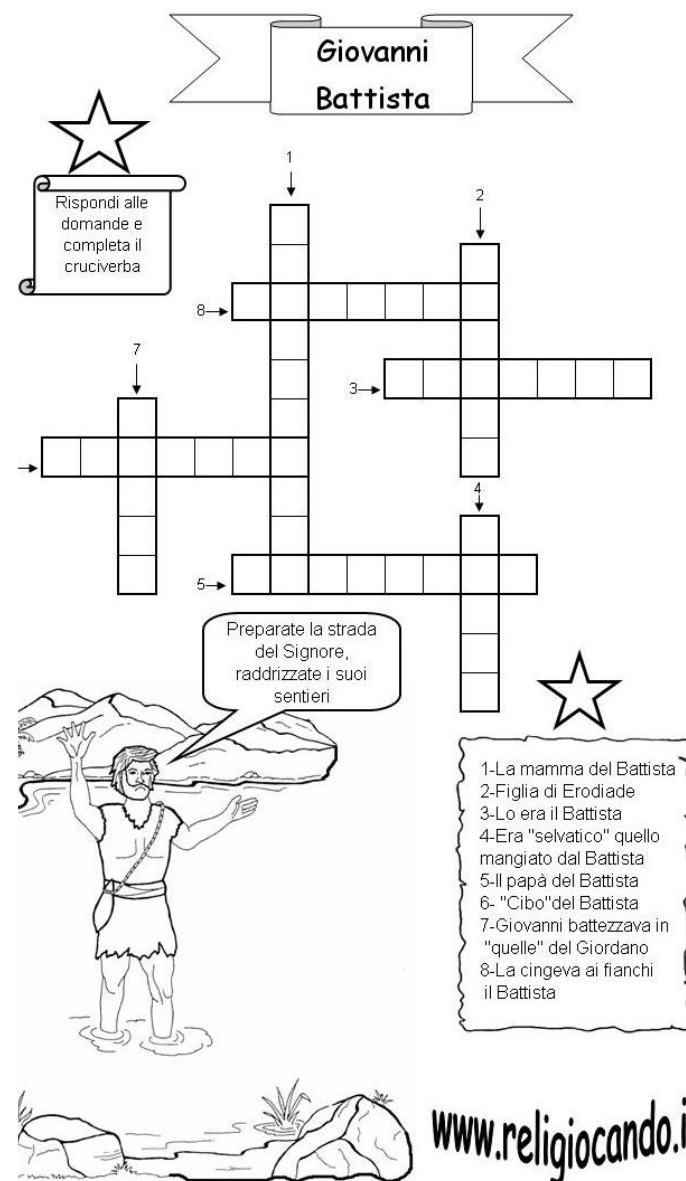 Giovanni
Battista
Rispondi alle
domande e
completa il
cruciverba
1
2
8
7
3
4
5
Preparate la strada
del Signore,
raddrizzate i suoi
sentieri
1-La mamma del Battista
2-Figlia di Erodiade
3-Lo era il Battista
4-Era "selvatico" quello
mangiato dal Battista
5-Il papà del Battista
6- "Cibo"del Battista
7-Giovanni battezzava in
"quelle" del Giordano
8-La cingeva ai fianchi
il Battista
www.religiocando.i